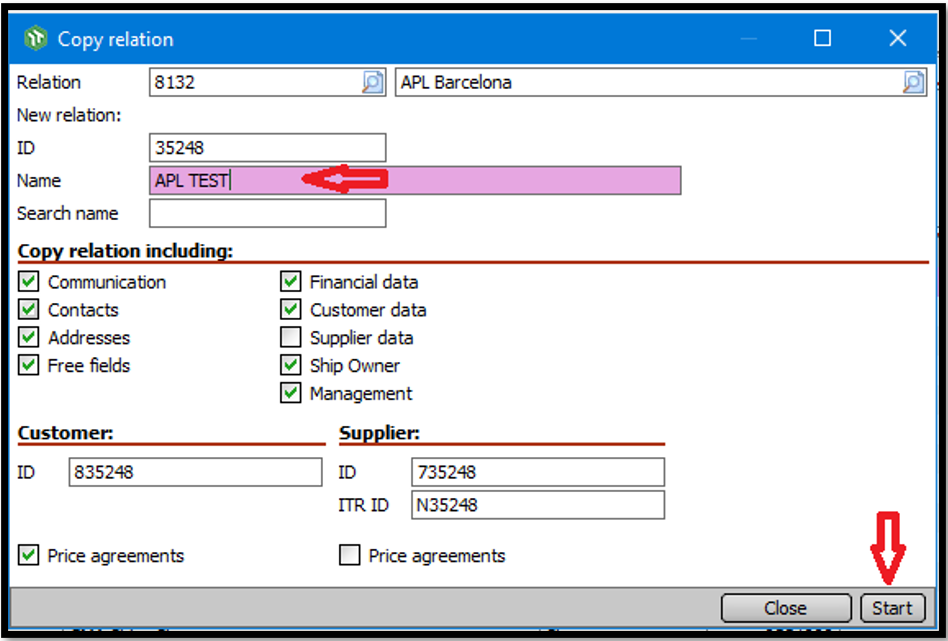 Copy relation
Relation 8132 APL Barcelona
New relation:
ID 35248
Name APL TEST
Search name
Copy relation including:
Communication Financial data
Contacts Customer data
Addresses Supplier data
Free fields Ship Owner
Management
Customer: Supplier:
ID 835248 ID 735248
ITR ID N35248
Price agreements Price agreements
Close Start